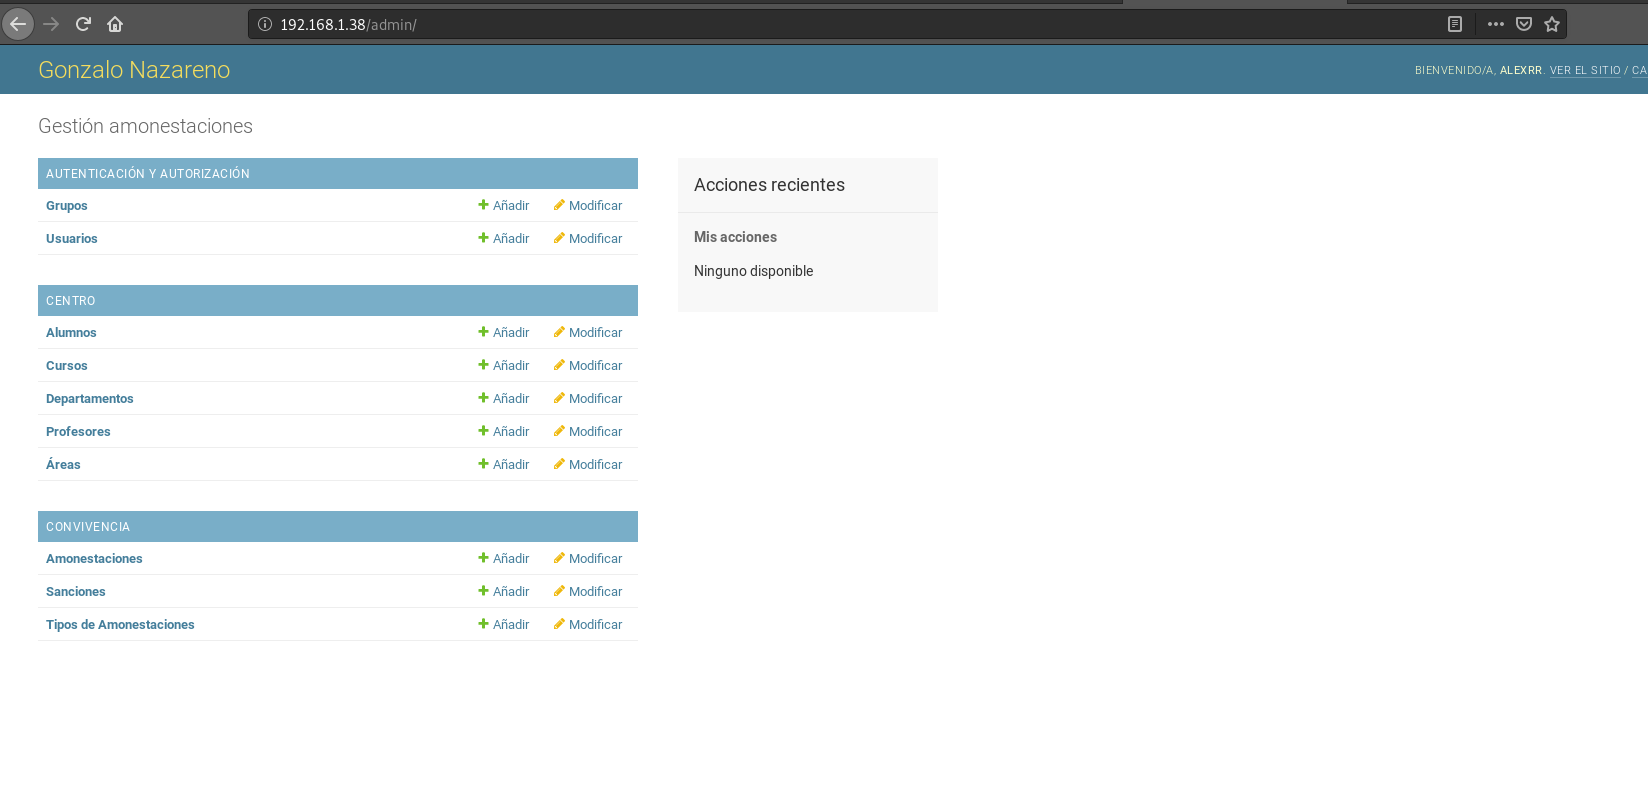 192.168.1.38/admin/
Gonzalo Nazareno
BIENVENIDO/A, ALEXRR. VER EL SITIO / CA
Gestión amonestaciones
AUTENTICACIÓN Y AUTORIZACIÓN
Grupos Añadir Modificar
Usuarios Añadir Modificar
CENTRO
Alumnos Añadir Modificar
Cursos Añadir Modificar
Departamentos Añadir Modificar
Profesores Añadir Modificar
Áreas Añadir Modificar
CONVIVENCIA
Amonestaciones Añadir Modificar
Sanciones Añadir Modificar
Tipos de Amonestaciones Añadir Modificar
Acciones recientes
Mis acciones
Ninguno disponible